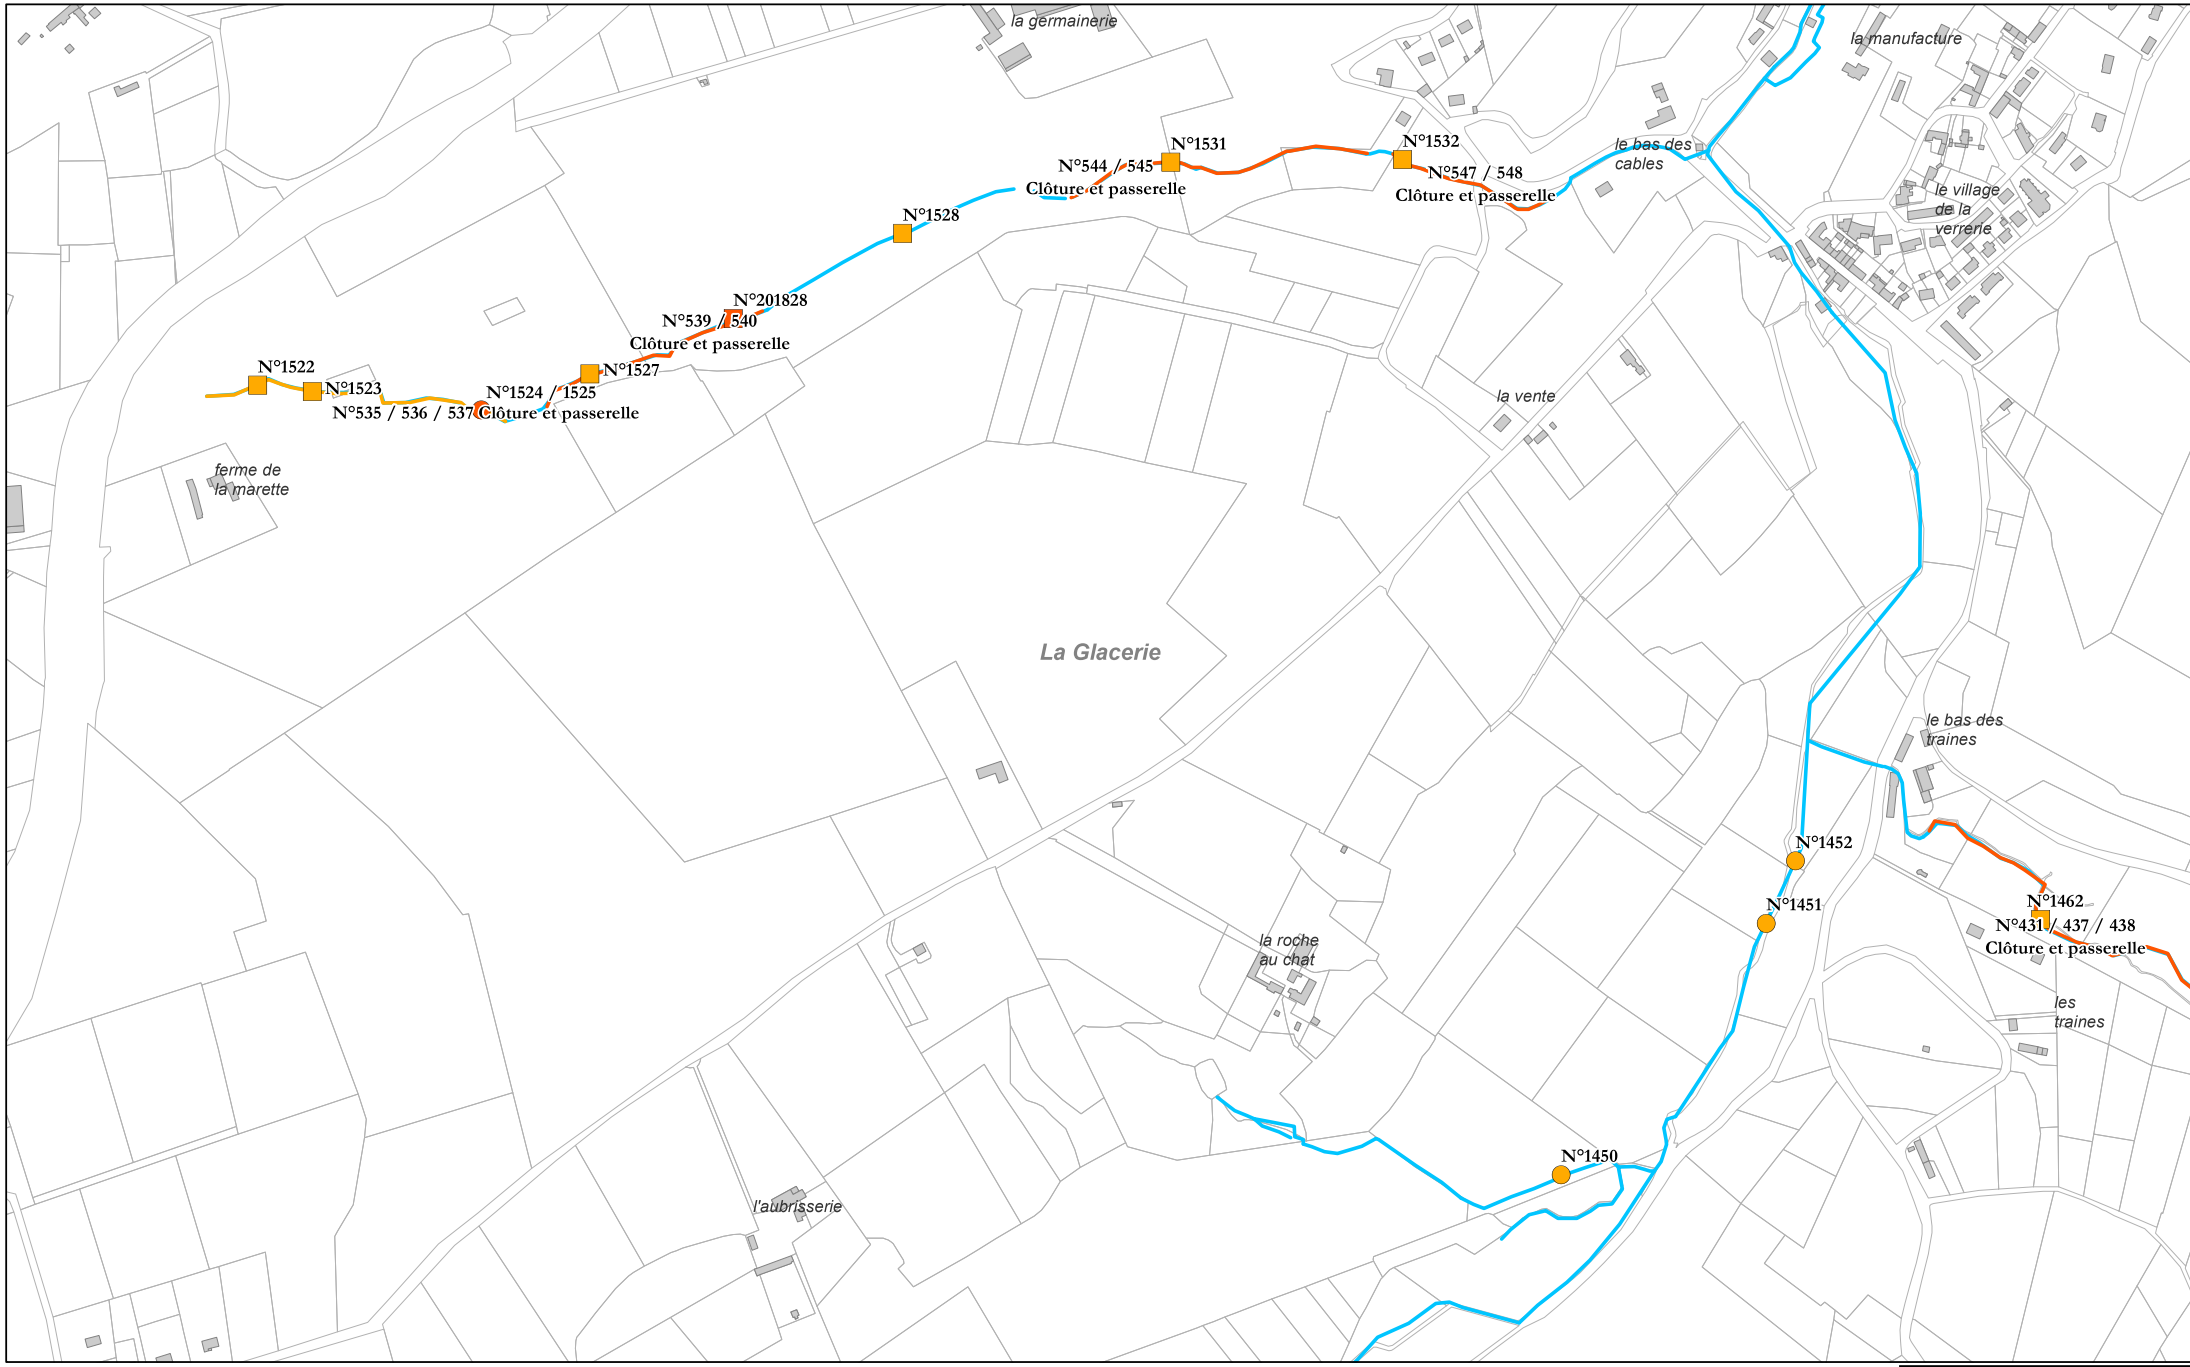 la germainerie
la manufacture
N°1531
N°1532
le bas des
cables
N°544 / 545
Clôture et passerelle
N°547 / 548
Clôture et passerelle
le village
de la
verrerie
N°1528
N°201828
N°539 / 540
Clôture et passerelle
N°1522
N°1523
N°1527
N°1524 / 1525
N°535 / 536 / 537 Clôture et passerelle
la vente
ferme de
la marette
La Glacerie
le bas des
traines
N°1452
N°1451
N°1462
N°431 / 437 / 438
Clôture et passerelle
la roche
au chat
les
traines
N°1450
l'aubrisserie